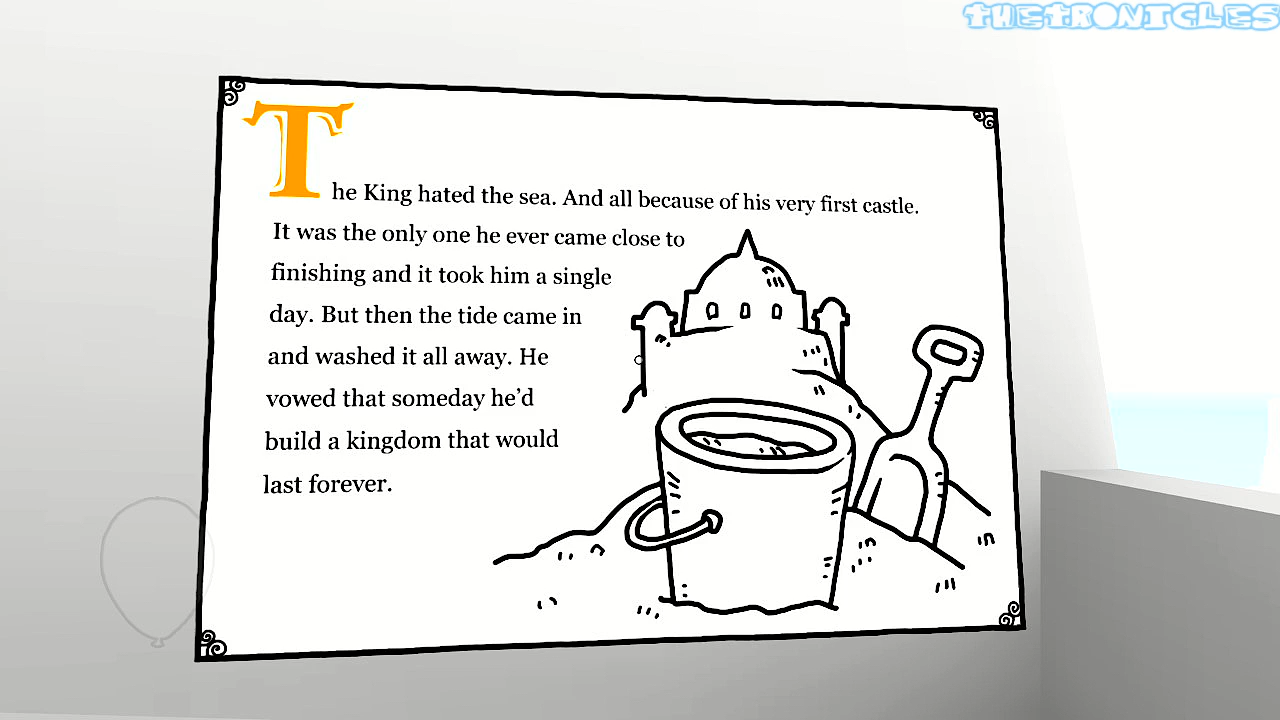 THETRONICLES
The King hated the sea. And all because of his very first castle.
It was the only one he ever came close to
finishing and it took him a single
day. But then the tide came in
and washed it all away. He
vowed that someday he’d
build a kingdom that would
last forever.